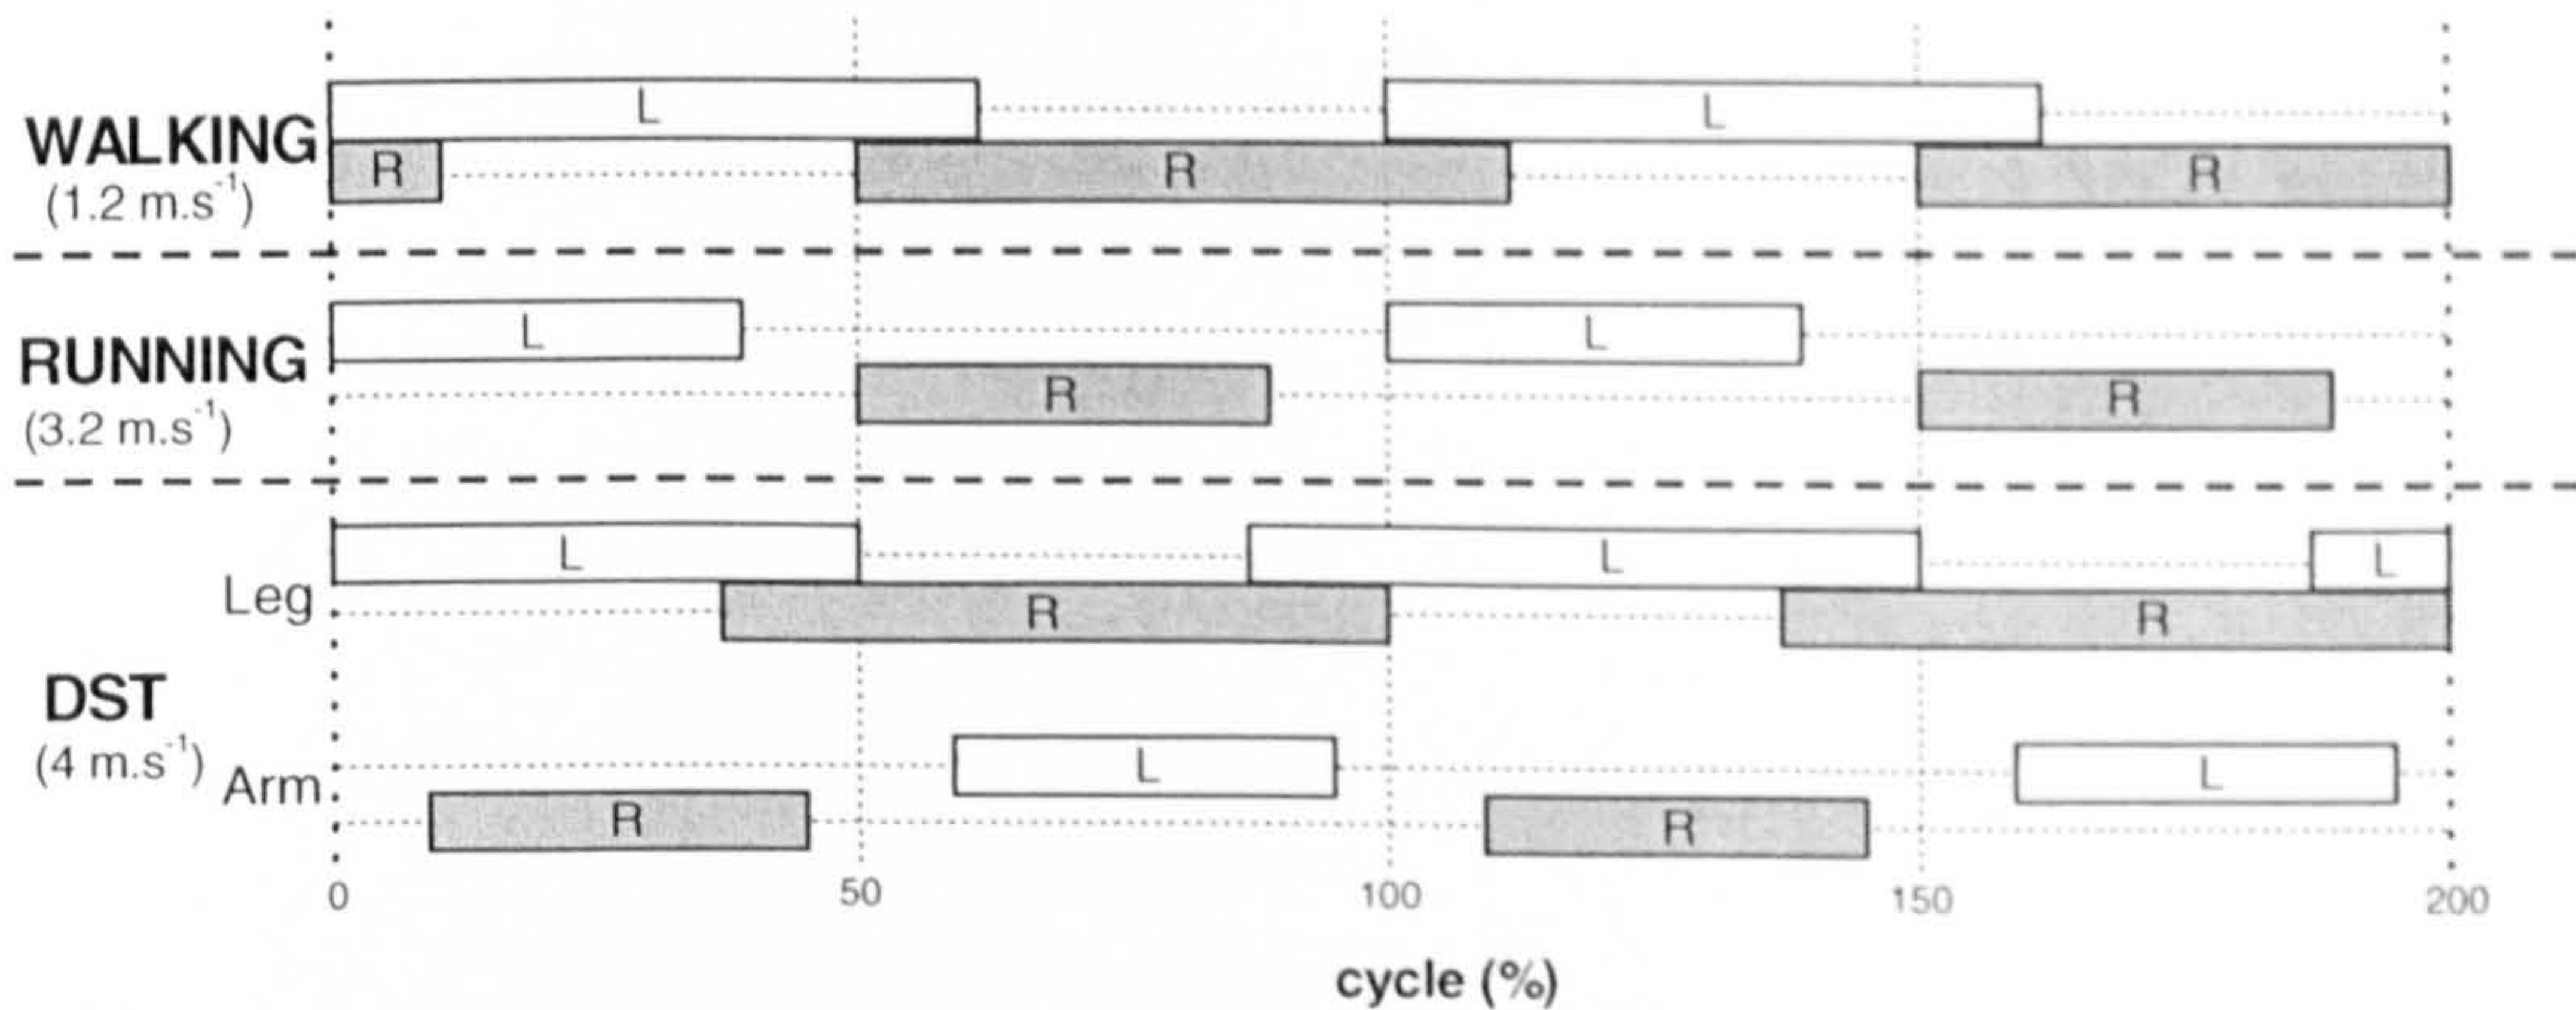 L L
WALKING
R R R
(1.2 m.s⁻¹)
L L
RUNNING
R R
(3.2 m.s⁻¹)
L L L
Leg
R R
DST
(4 m.s⁻¹)
L L
Arm
R R
0 50 100 150 200
cycle (%)